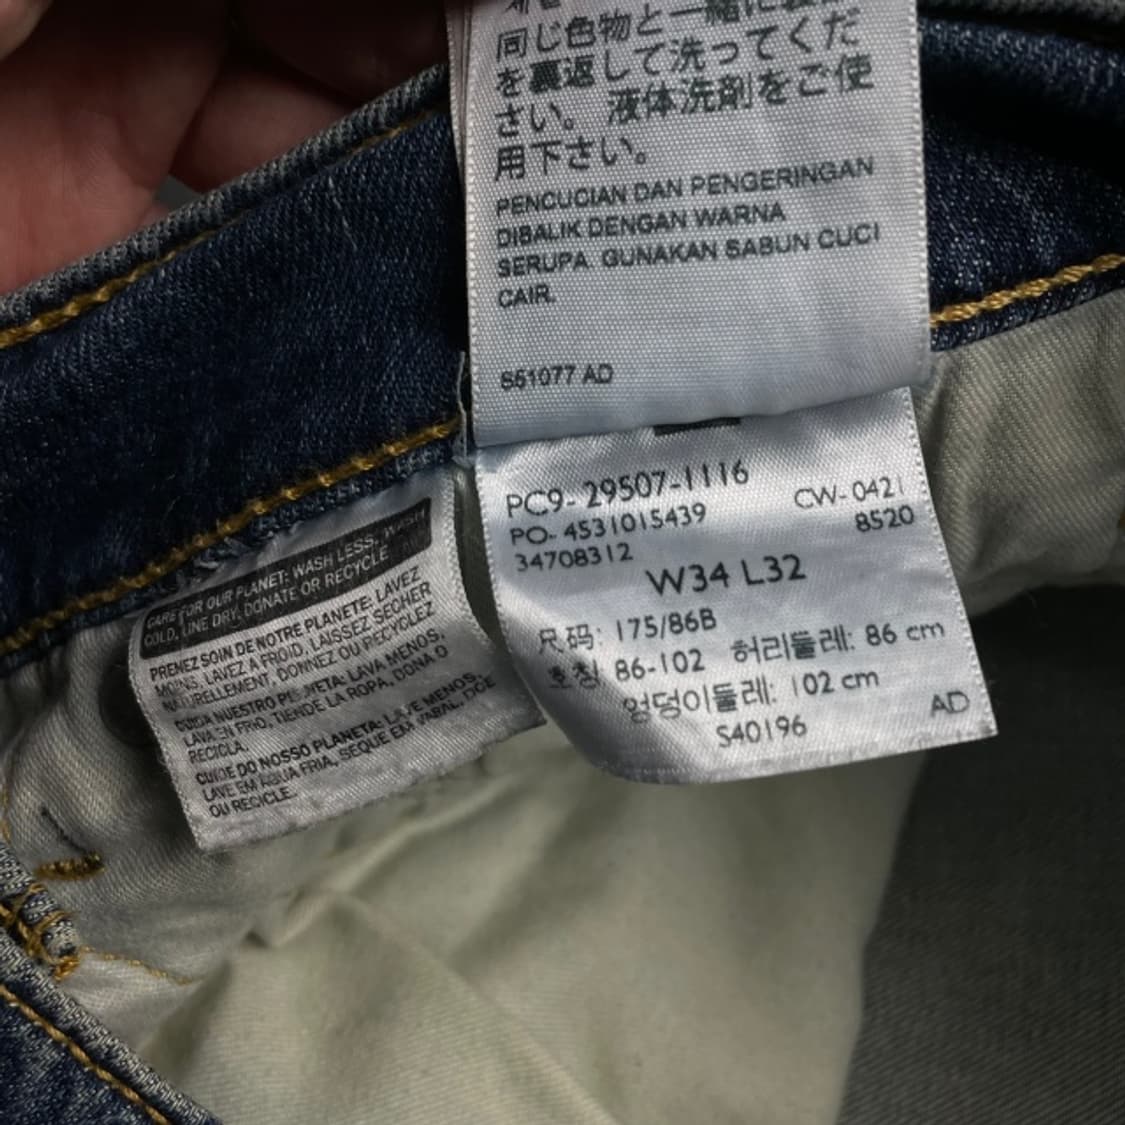 同じ色物と一緒に
を裏返して洗ってくだ
さい。液体洗剤をご使
用下さい。
PENCUCIAN DAN PENGERINGAN
DIBALIK DENGAN WARNA
SERUPA. GUNAKAN SABUN CUCI
CAIR.
S51077 AD
PC9- 29507-1116
CW- 0421
PO- 4531015439
8520
34708312
W34 L32
尺码: 175/86B
호칭 86-102 허리둘레: 86 cm
엉덩이둘레: 102 cm
AD
S40196
CARE FOR OUR PLANET: WASH LESS, WASH
COLD, LINE DRY, DONATE OR RECYCLE
PRENEZ SOIN DE NOTRE PLANETE: LAVEZ
MOINS, LAVEZ A FROID, LAISSEZ SECHER
NATURELLEMENT, DONNEZ OU RECYCLEZ
CUIDA NUESTRO PLANETA: LAVA MENOS,
LAVA EN FRIO, TIENDE LA ROPA, DONA O
RECICLA.
CUIDE DO NOSSO PLANETA: LAVE MENOS,
LAVE EM AGUA FRIA, SEQUE EM VARAL, DOE
OU RECICLE.